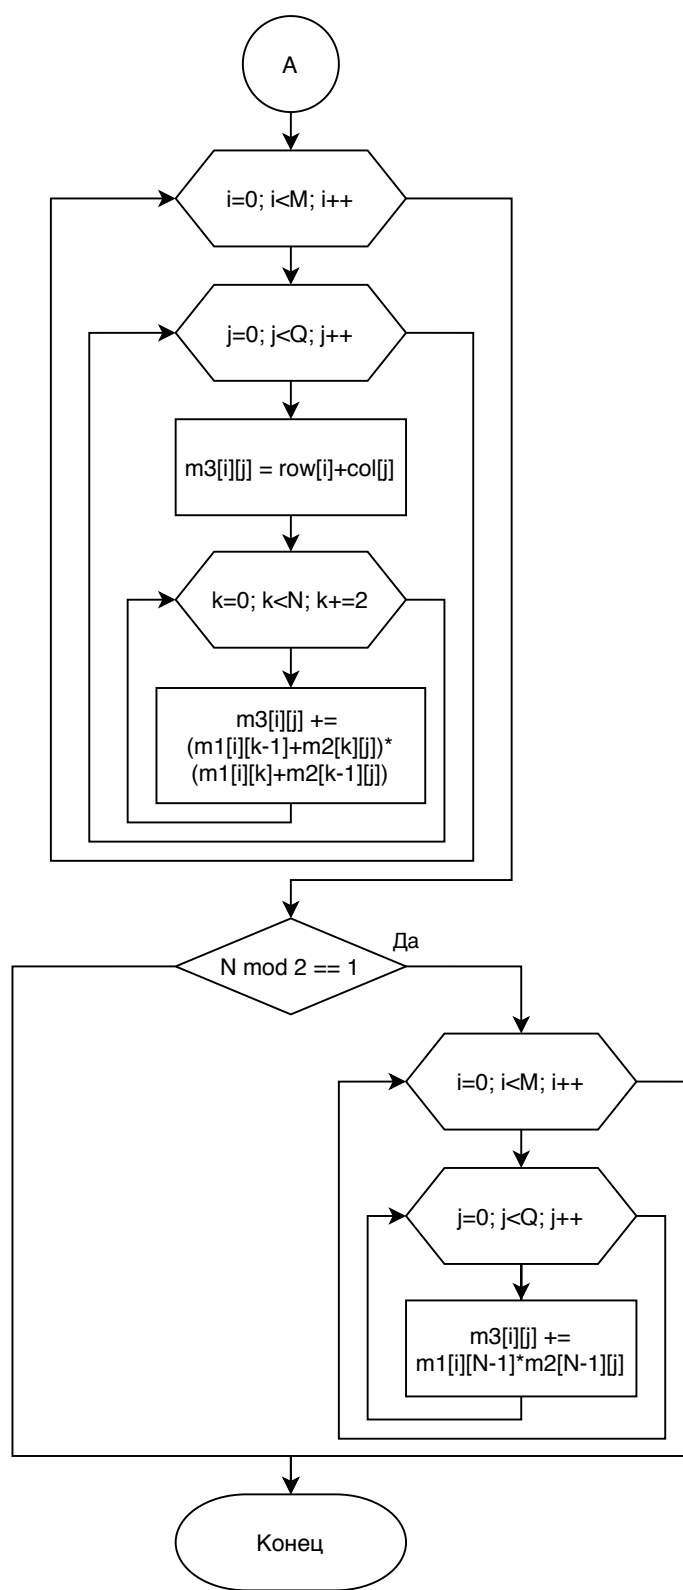 A
i=0; i<M; i++
j=0; j<Q; j++
m3[i][j] = row[i]+col[j]
k=0; k<N; k+=2
m3[i][j] +=
(m1[i][k-1]+m2[k][j])*
(m1[i][k]+m2[k-1][j])
Да
N mod 2 == 1
i=0; i<M; i++
j=0; j<Q; j++
m3[i][j] +=
m1[i][N-1]*m2[N-1][j]
Конец